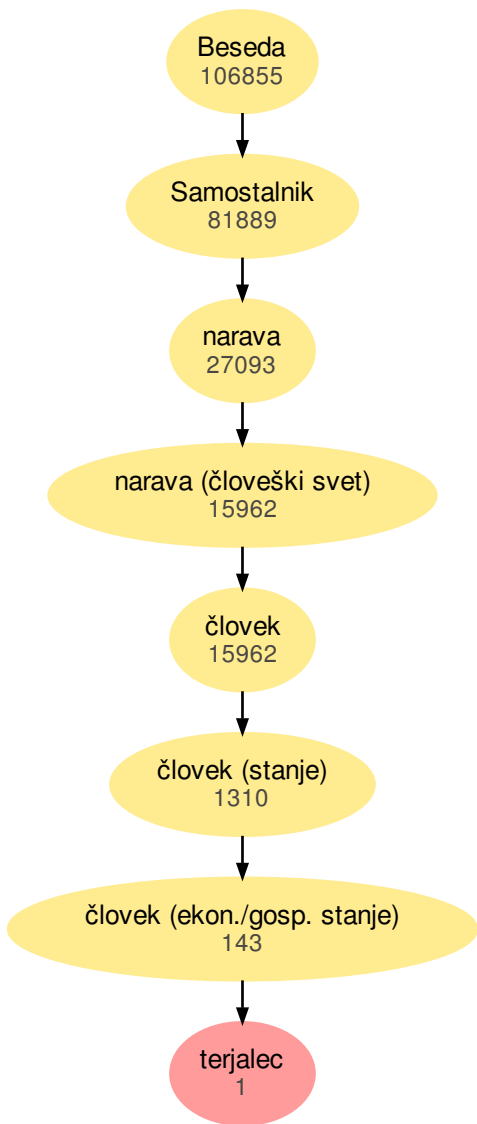 Beseda
106855
Samostalnik
81889
narava
27093
narava (človeški svet)
15962
človek
15962
človek (stanje)
1310
človek (ekon./gosp. stanje)
143
terjalec
1